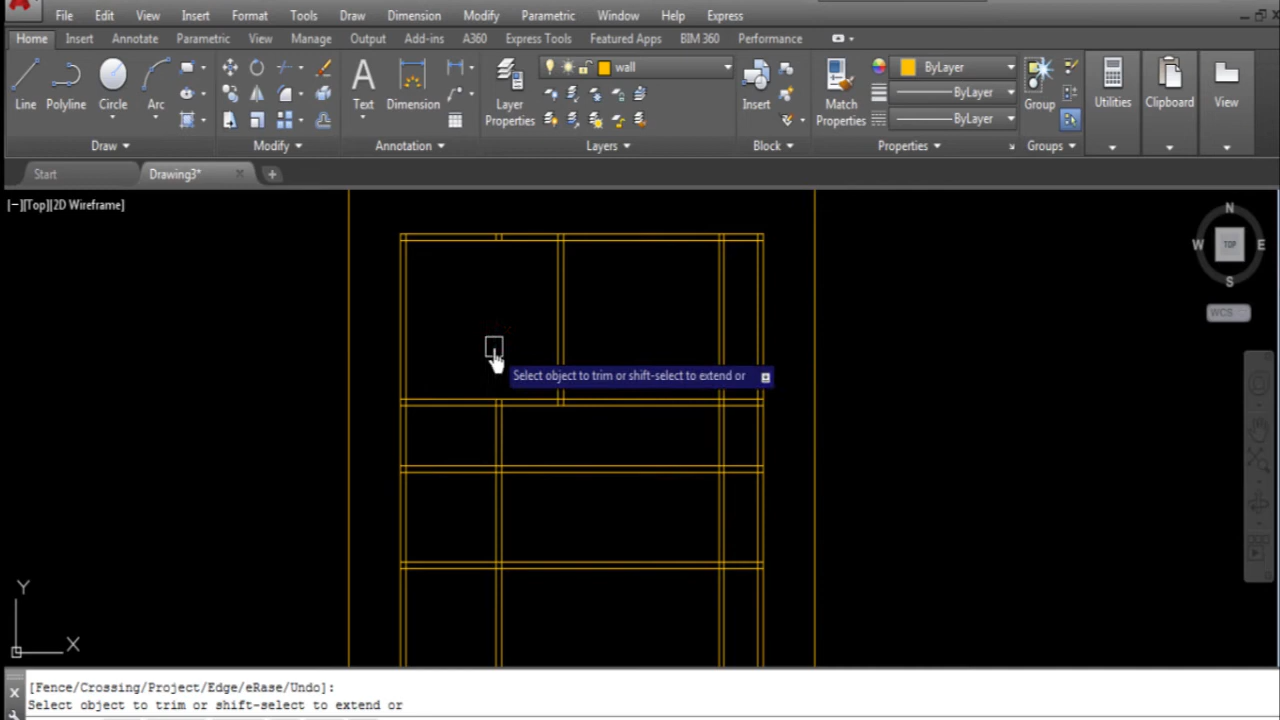 File Edit View Insert Format Tools Draw Dimension Modify Parametric Window Help Express
Home Insert Annotate Parametric View Manage Output Add-ins A360 Express Tools Featured Apps BIM 360 Performance
wall
ByLayer
ByLayer
ByLayer
Line Polyline Circle Arc Text Dimension Layer Properties Insert Match Properties Group Utilities Clipboard View
Draw Modify Annotation Layers Block Properties Groups
Start Drawing3*
[−][Top][2D Wireframe]
N
W TOP E
S
WCS
Select object to trim or shift-select to extend or
Y
X
[Fence/Crossing/Project/Edge/eRase/Undo]:
Select object to trim or shift-select to extend or